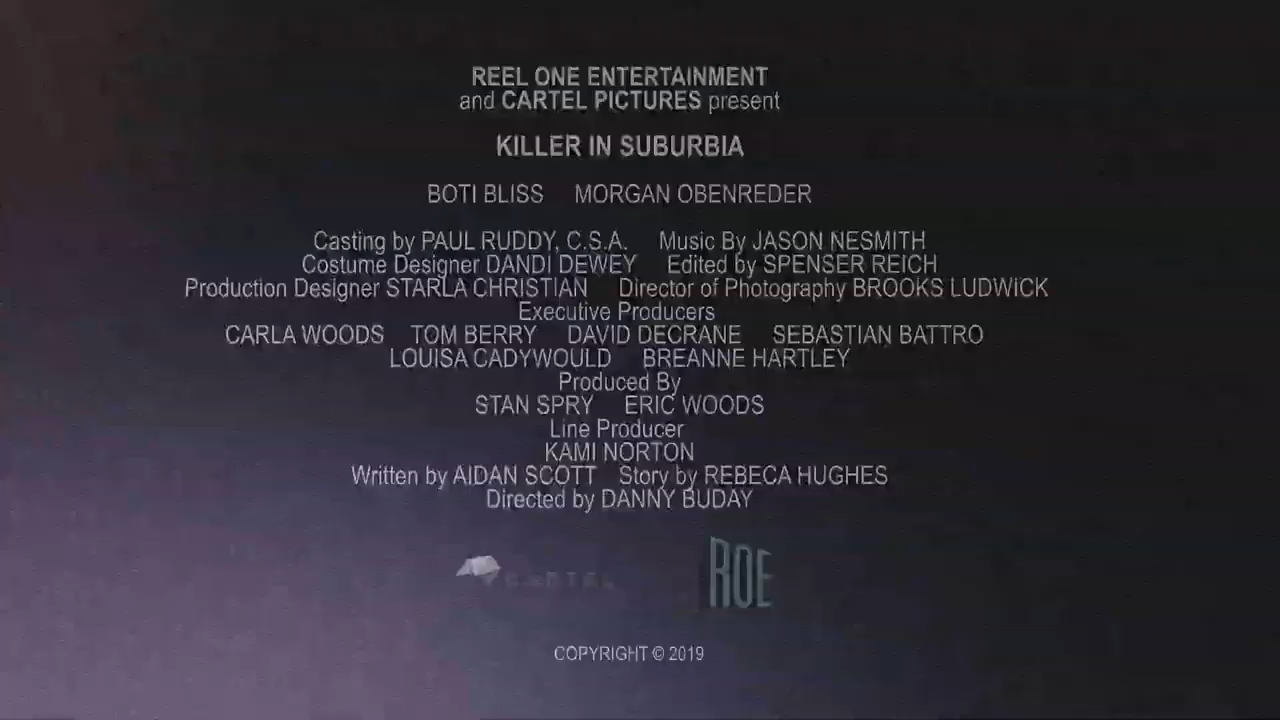 REEL ONE ENTERTAINMENT
and CARTEL PICTURES present
KILLER IN SUBURBIA
BOTI BLISS MORGAN OBENREDER
Casting by PAUL RUDDY, C.S.A. Music By JASON NESMITH
Costume Designer DANDI DEWEY Edited by SPENSER REICH
Production Designer STARLA CHRISTIAN Director of Photography BROOKS LUDWICK
Executive Producers
CARLA WOODS TOM BERRY DAVID DECRANE SEBASTIAN BATTRO
LOUISA CADYWOULD BREANNE HARTLEY
Produced By
STAN SPRY ERIC WOODS
Line Producer
KAMI NORTON
Written by AIDAN SCOTT Story by REBECA HUGHES
Directed by DANNY BUDAY
CARTEL ROE
COPYRIGHT © 2019